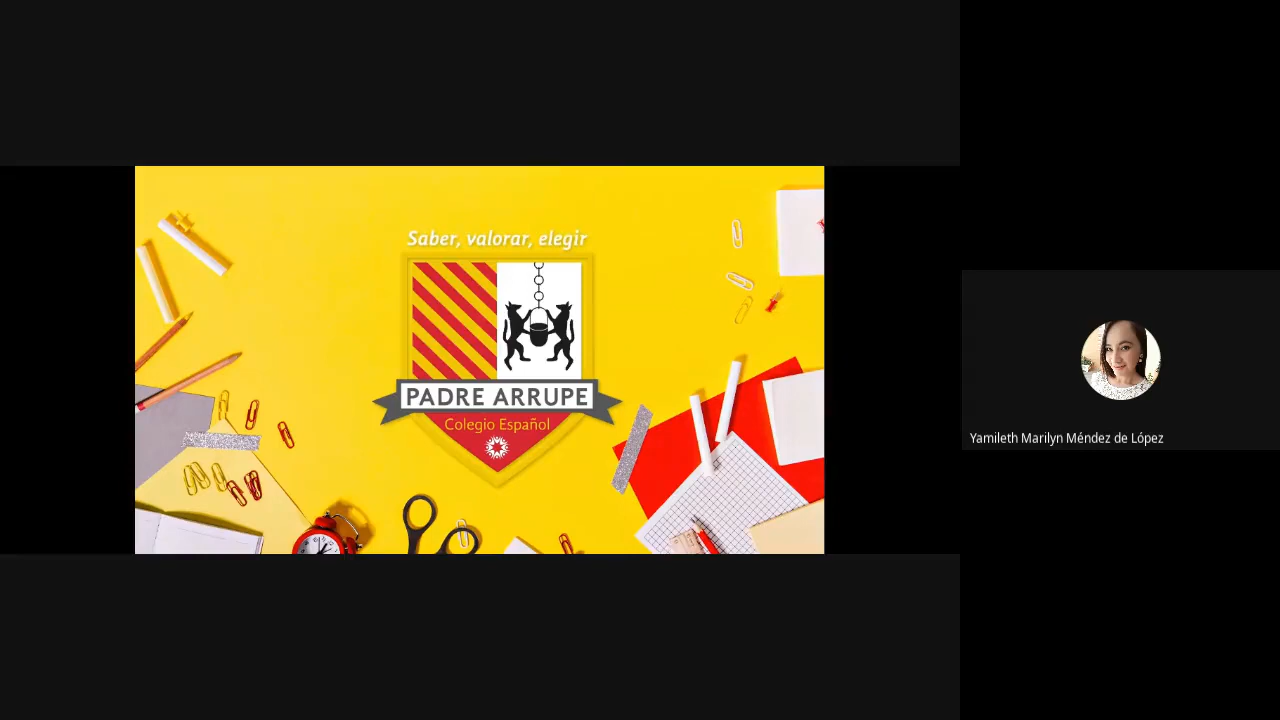 Saber, valorar, elegir
PADRE ARRUPE
Colegio Español
Yamileth Marilyn Méndez de López